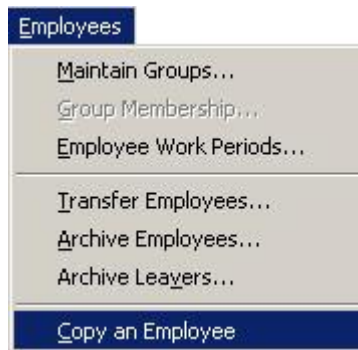 Employees
Maintain Groups...
Group Membership...
Employee Work Periods...
Transfer Employees...
Archive Employees...
Archive Leavers...
Copy an Employee